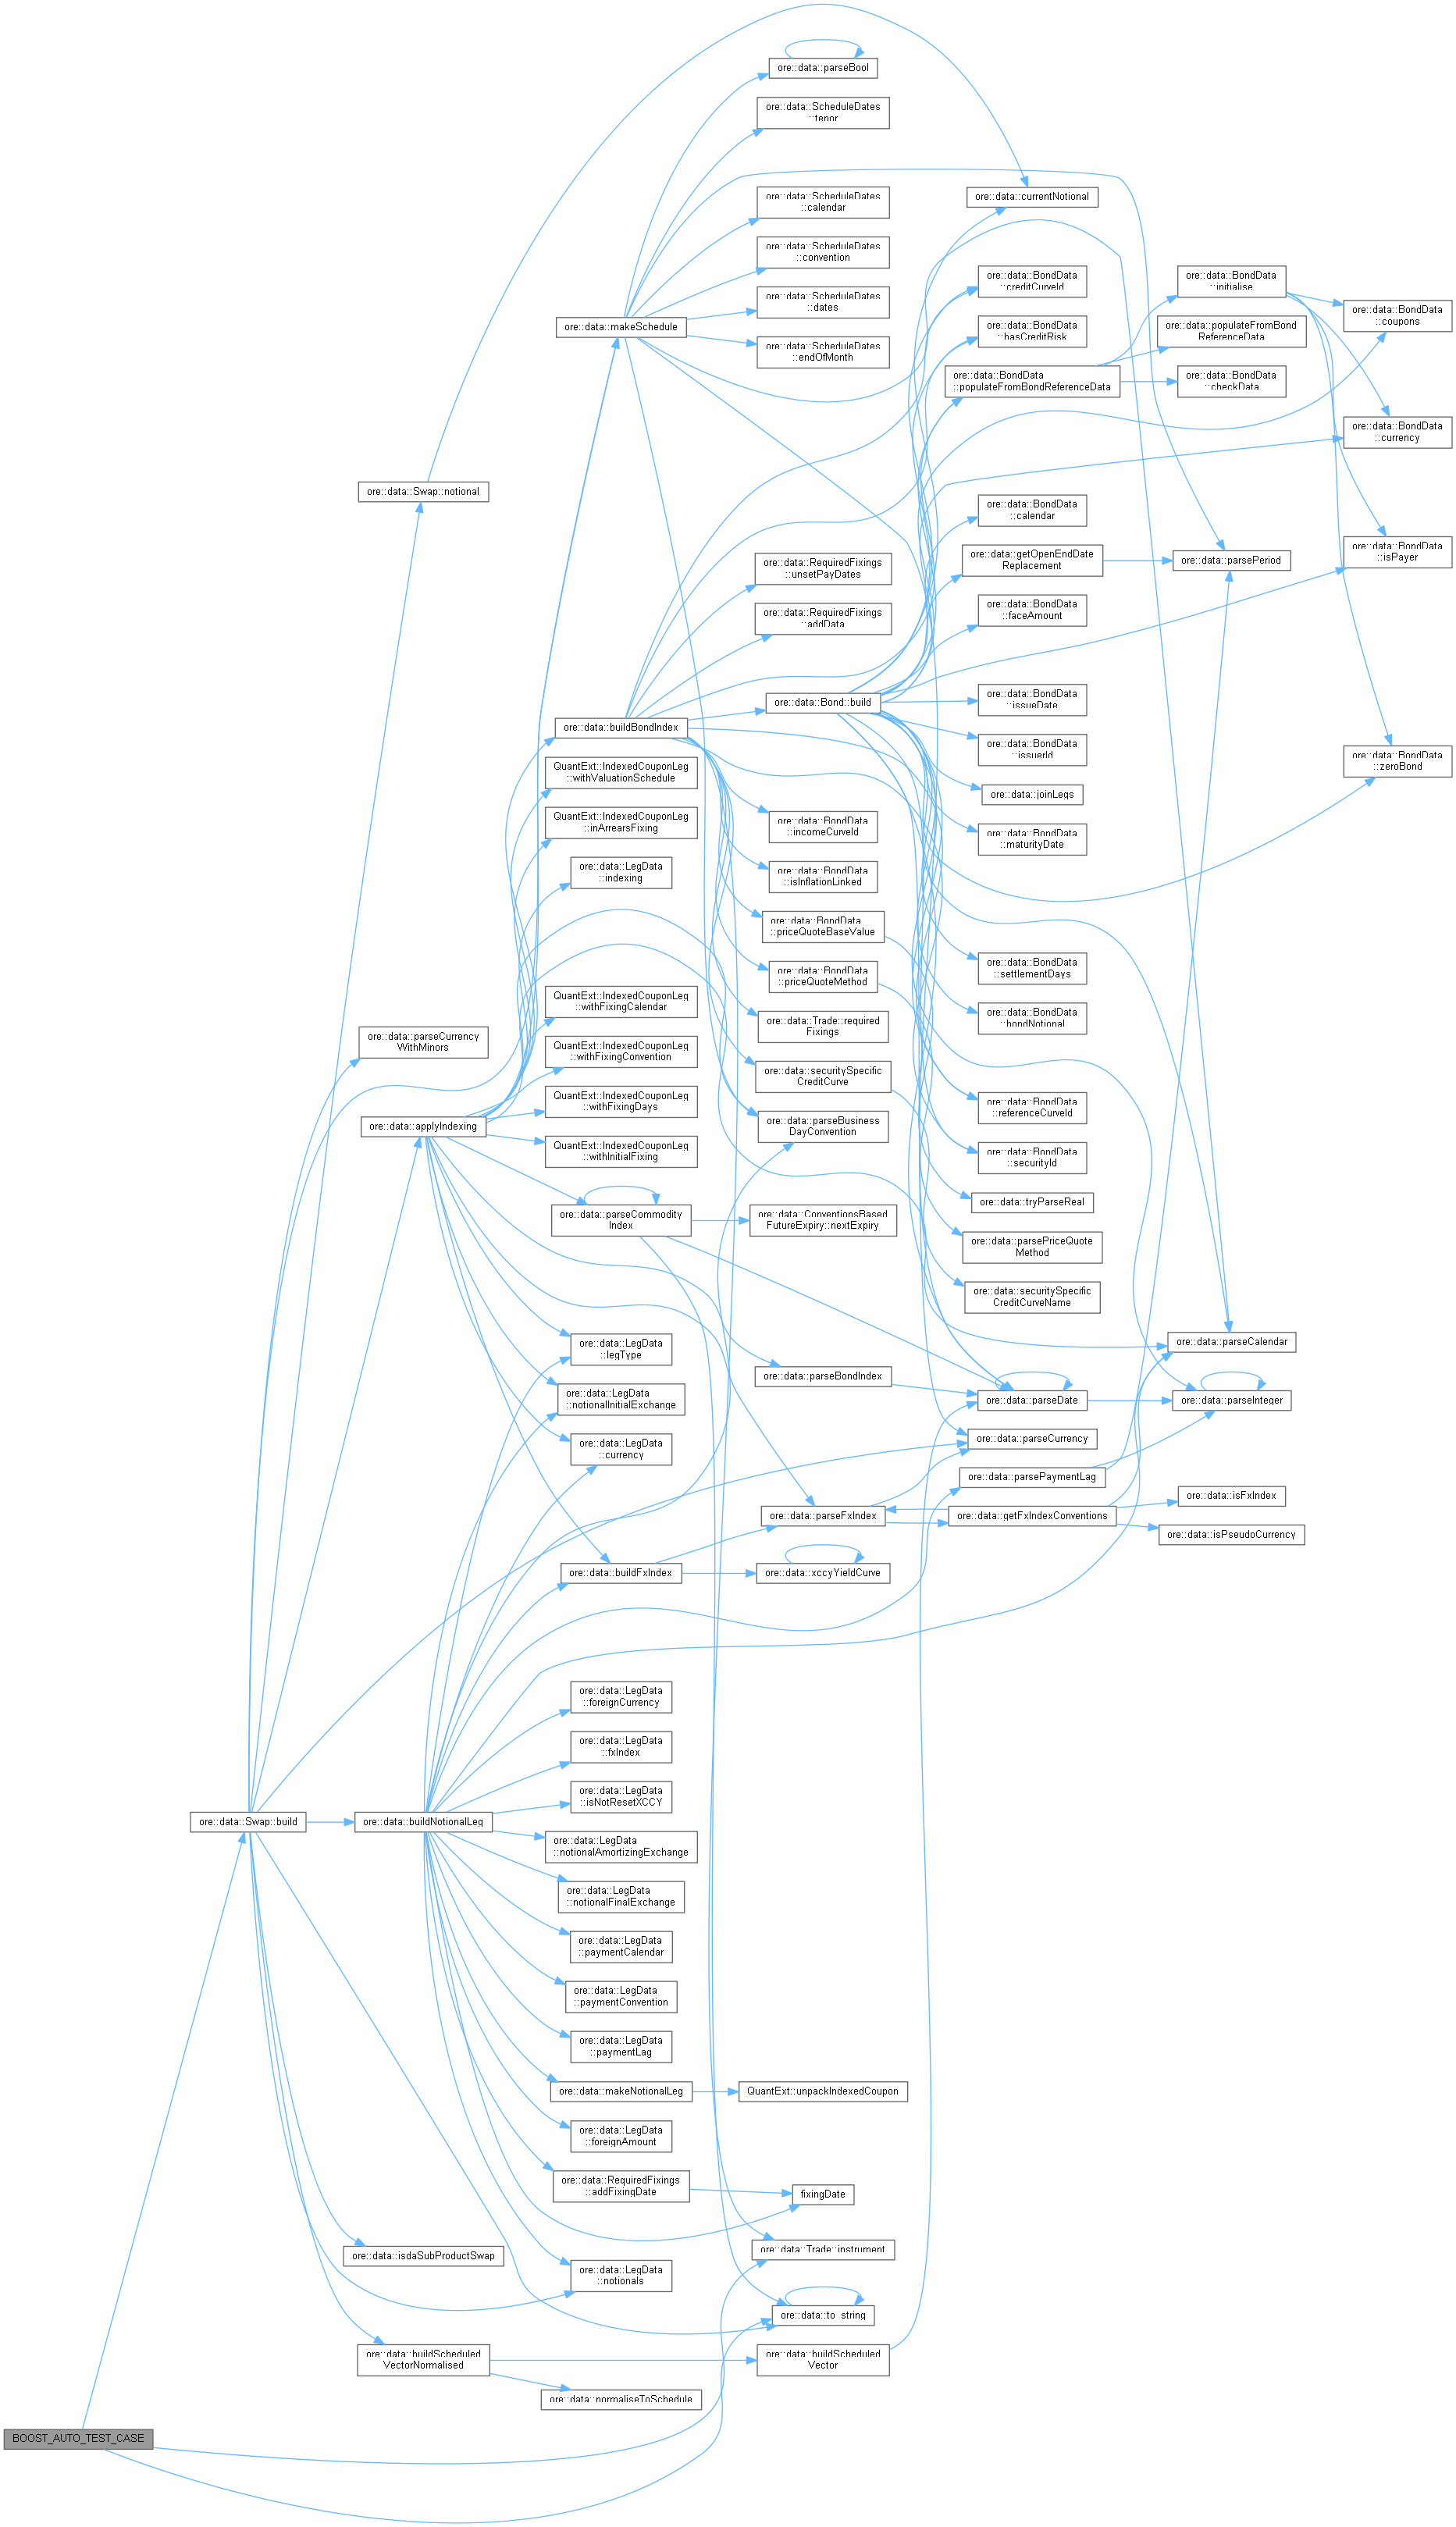 ore::data::parseBool
ore::data::ScheduleDates
::tenor
ore::data::ScheduleDates
::calendar
ore::data::currentNotional
ore::data::ScheduleDates
::convention
ore::data::BondData
::creditCurveId
ore::data::BondData
::initialise
ore::data::ScheduleDates
::dates
ore::data::BondData
::coupons
ore::data::makeSchedule
ore::data::BondData
::hasCreditRisk
ore::data::populateFromBond
ReferenceData
ore::data::ScheduleDates
::endOfMonth
ore::data::BondData
::populateFromBondReferenceData
ore::data::BondData
::checkData
ore::data::BondData
::currency
ore::data::Swap::notional
ore::data::BondData
::calendar
ore::data::BondData
::isPayer
ore::data::RequiredFixings
::unsetPayDates
ore::data::getOpenEndDate
Replacement
ore::data::parsePeriod
ore::data::RequiredFixings
::addData
ore::data::BondData
::faceAmount
ore::data::Bond::build
ore::data::BondData
::issueDate
ore::data::buildBondIndex
ore::data::BondData
::issuerId
ore::data::BondData
::zeroBond
QuantExt::IndexedCouponLeg
::withValuationSchedule
ore::data::joinLegs
QuantExt::IndexedCouponLeg
::inArrearsFixing
ore::data::BondData
::incomeCurveId
ore::data::BondData
::maturityDate
ore::data::LegData
::indexing
ore::data::BondData
::isInflationLinked
ore::data::BondData
::priceQuoteBaseValue
ore::data::BondData
::priceQuoteMethod
ore::data::BondData
::settlementDays
QuantExt::IndexedCouponLeg
::withFixingCalendar
ore::data::Trade::required
Fixings
ore::data::BondData
::bondNotional
ore::data::parseCurrency
WithMinors
QuantExt::IndexedCouponLeg
::withFixingConvention
ore::data::securitySpecific
CreditCurve
QuantExt::IndexedCouponLeg
::withFixingDays
ore::data::BondData
::referenceCurveId
ore::data::applyIndexing
ore::data::parseBusiness
DayConvention
QuantExt::IndexedCouponLeg
::withInitialFixing
ore::data::BondData
::securityId
ore::data::tryParseReal
ore::data::parseCommodity
Index
ore::data::ConventionsBased
FutureExpiry::nextExpiry
ore::data::parsePriceQuote
Method
ore::data::securitySpecific
CreditCurveName
ore::data::LegData
::legType
ore::data::parseCalendar
ore::data::parseBondIndex
ore::data::LegData
::notionalInitialExchange
ore::data::parseDate
ore::data::parseInteger
ore::data::LegData
::currency
ore::data::parseCurrency
ore::data::parsePaymentLag
ore::data::isFxIndex
ore::data::parseFxIndex
ore::data::getFxIndexConventions
ore::data::isPseudoCurrency
ore::data::buildFxIndex
ore::data::xccyYieldCurve
ore::data::LegData
::foreignCurrency
ore::data::LegData
::fxIndex
ore::data::LegData
::isNotResetXCCY
ore::data::Swap::build
ore::data::buildNotionalLeg
ore::data::LegData
::notionalAmortizingExchange
ore::data::LegData
::notionalFinalExchange
ore::data::LegData
::paymentCalendar
ore::data::LegData
::paymentConvention
ore::data::LegData
::paymentLag
ore::data::makeNotionalLeg
QuantExt::unpackIndexedCoupon
ore::data::LegData
::foreignAmount
ore::data::RequiredFixings
::addFixingDate
fixingDate
ore::data::Trade::instrument
ore::data::isdaSubProductSwap
ore::data::LegData
::notionals
ore::data::to_string
ore::data::buildScheduled
VectorNormalised
ore::data::buildScheduled
Vector
ore::data::normaliseToSchedule
BOOST_AUTO_TEST_CASE